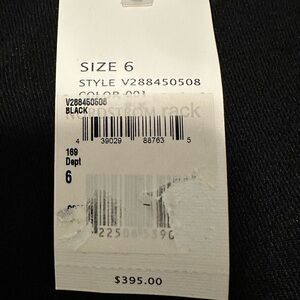 SIZE 6
STYLE V288450508
COLOR 001
V288450508
BLACK
NORDSTROM rack
4 39029 88763 5
169
Dept
6
$395.00